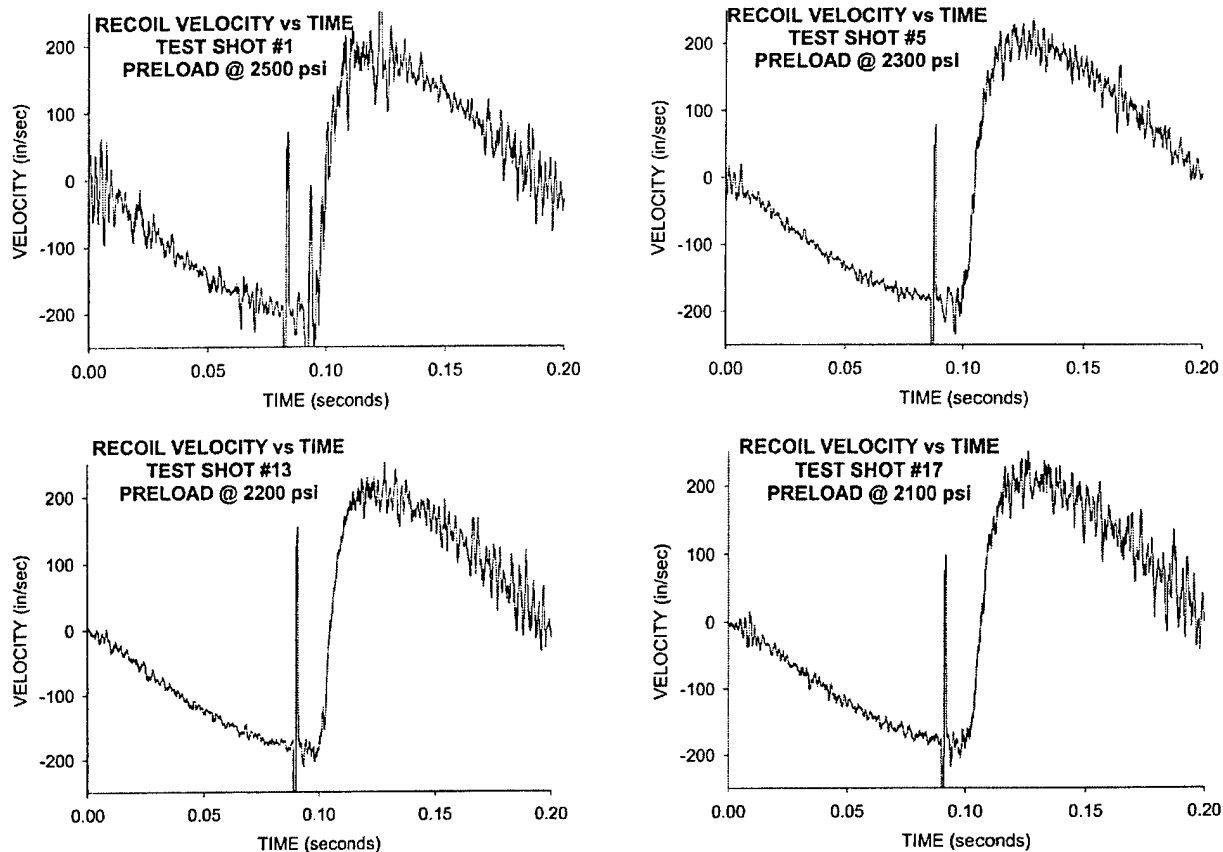 RECOIL VELOCITY vs TIME
TEST SHOT #1
PRELOAD @ 2500 psi
VELOCITY (in/sec)
200
100
0
-100
-200
0.00 0.05 0.10 0.15 0.20
TIME (seconds)
RECOIL VELOCITY vs TIME
TEST SHOT #5
PRELOAD @ 2300 psi
VELOCITY (in/sec)
200
100
0
-100
-200
0.00 0.05 0.10 0.15 0.20
TIME (seconds)
RECOIL VELOCITY vs TIME
TEST SHOT #13
PRELOAD @ 2200 psi
VELOCITY (in/sec)
200
100
0
-100
-200
0.00 0.05 0.10 0.15 0.20
TIME (seconds)
RECOIL VELOCITY vs TIME
TEST SHOT #17
PRELOAD @ 2100 psi
VELOCITY (in/sec)
200
100
0
-100
-200
0.00 0.05 0.10 0.15 0.20
TIME (seconds)